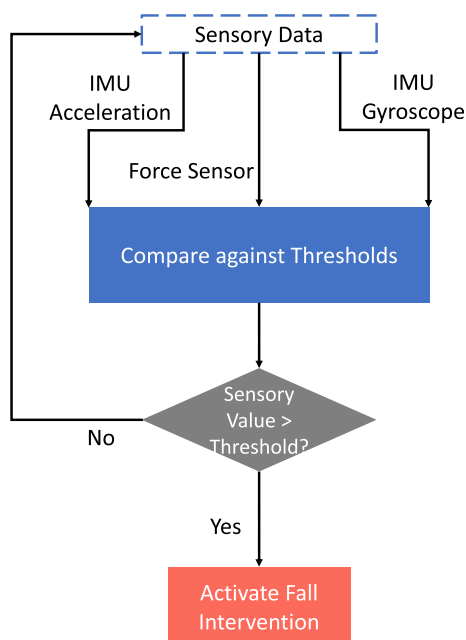 Sensory Data
IMU
Acceleration
IMU
Gyroscope
Force Sensor
Compare against Thresholds
Sensory
Value >
Threshold?
No
Yes
Activate Fall
Intervention